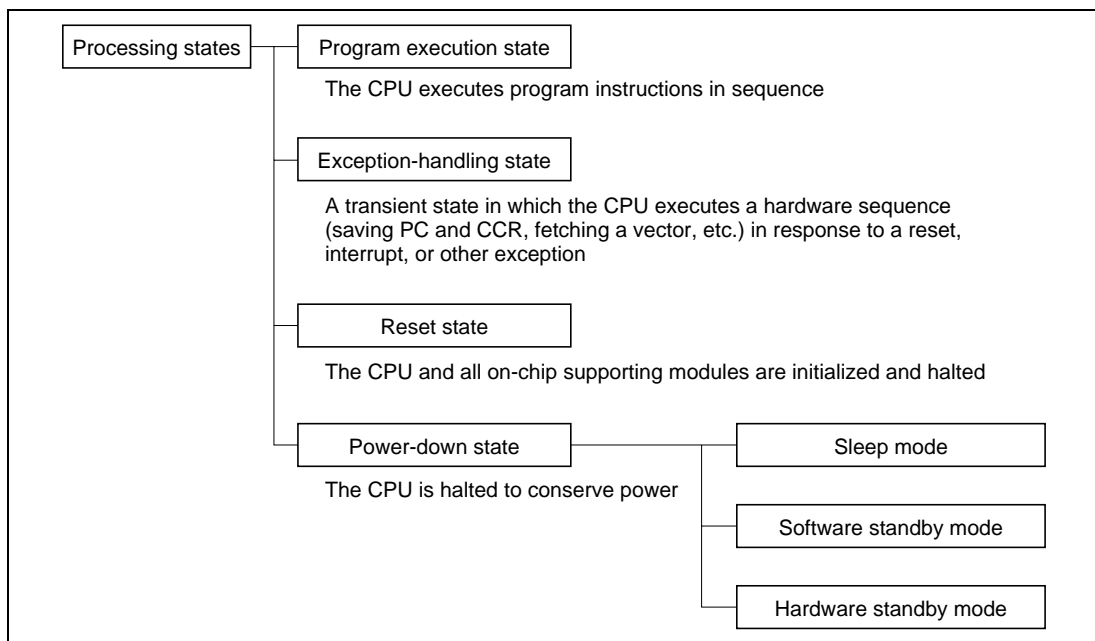 Processing states
Program execution state
The CPU executes program instructions in sequence
Exception-handling state
A transient state in which the CPU executes a hardware sequence
(saving PC and CCR, fetching a vector, etc.) in response to a reset,
interrupt, or other exception
Reset state
The CPU and all on-chip supporting modules are initialized and halted
Power-down state
The CPU is halted to conserve power
Sleep mode
Software standby mode
Hardware standby mode